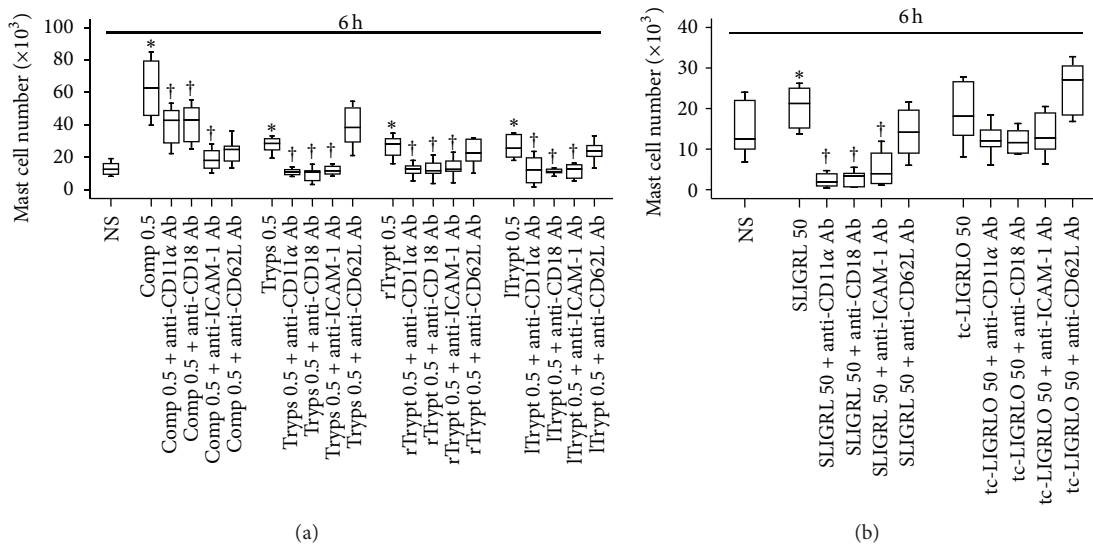 6 h
Mast cell number (×10³)
100
80
60
40
20
0
*
†
†
†
*
†
†
†
*
†
†
†
*
†
†
†
NS
Comp 0.5
Comp 0.5 + anti-CD11α Ab
Comp 0.5 + anti-CD18 Ab
Comp 0.5 + anti-ICAM-1 Ab
Comp 0.5 + anti-CD62L Ab
Tryps 0.5
Tryps 0.5 + anti-CD11α Ab
Tryps 0.5 + anti-CD18 Ab
Tryps 0.5 + anti-ICAM-1 Ab
Tryps 0.5 + anti-CD62L Ab
rTrypt 0.5
rTrypt 0.5 + anti-CD11α Ab
rTrypt 0.5 + anti-CD 18 Ab
rTrypt 0.5 + anti-ICAM-1 Ab
rTrypt 0.5 + anti-CD62L Ab
lTrypt 0.5
lTrypt 0.5 + anti-CD11α Ab
lTrypt 0.5 + anti-CD18 Ab
lTrypt 0.5 + anti-ICAM-1 Ab
lTrypt 0.5 + anti-CD62L Ab
(a)
6 h
Mast cell number (×10³)
40
30
20
10
0
*
†
†
†
NS
SLIGRL 50
SLIGRL 50 + anti-CD11α Ab
SLIGRL 50 + anti-CD18 Ab
SLIGRL 50 + anti-ICAM-1 Ab
SLIGRL 50 + anti-CD62L Ab
tc-LIGRLO 50
tc-LIGRLO 50 + anti-CD11α Ab
tc-LIGRLO 50 + anti-CD18 Ab
tc-LIGRLO 50 + anti-ICAM-1 Ab
tc-LIGRLO 50 + anti-CD62L Ab
(b)